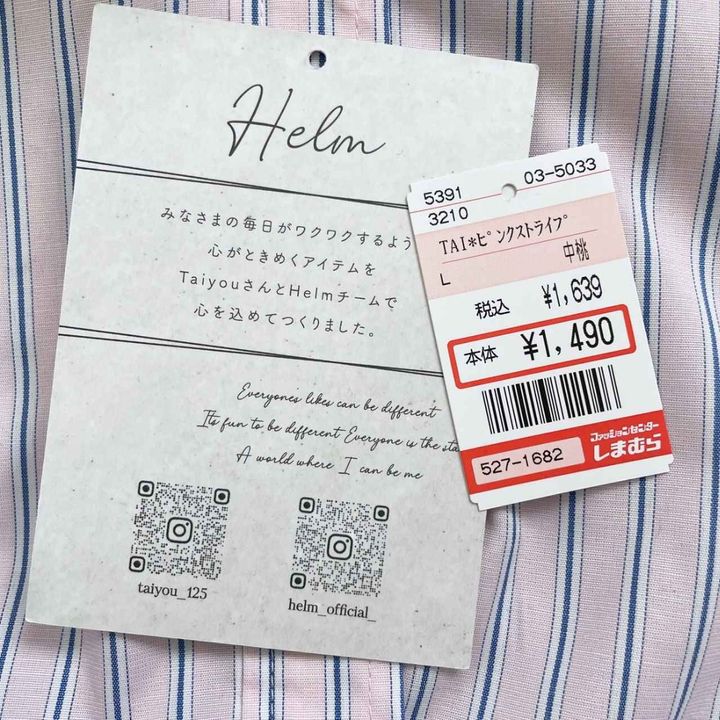 Helm
みなさまの毎日がワクワクするよう
心がときめくアイテムを
TaiyouさんとHelmチームで
心を込めてつくりました。
Everyones likes can be different
Its fun to be different Everyone is the sta
A world where I can be me
taiyou_125
helm_official_
5391
03-5033
3210
TAI*ピンクストライプ
L 中桃
税込 ¥1,639
本体 ¥1,490
527-1682
ファッションセンター
しまむら